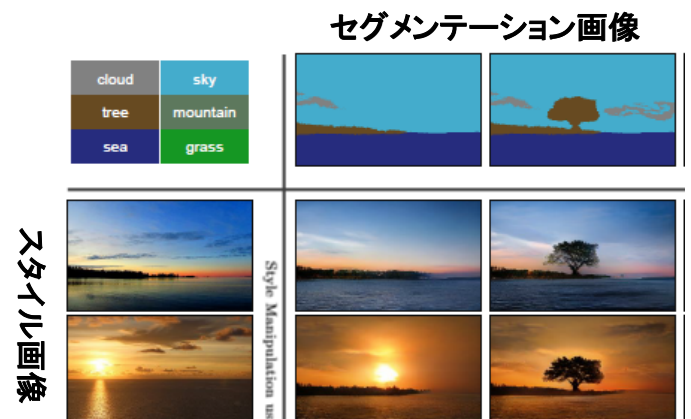 セグメンテーション画像
cloud sky
tree mountain
sea grass
スタイル画像
Style Manipulation us